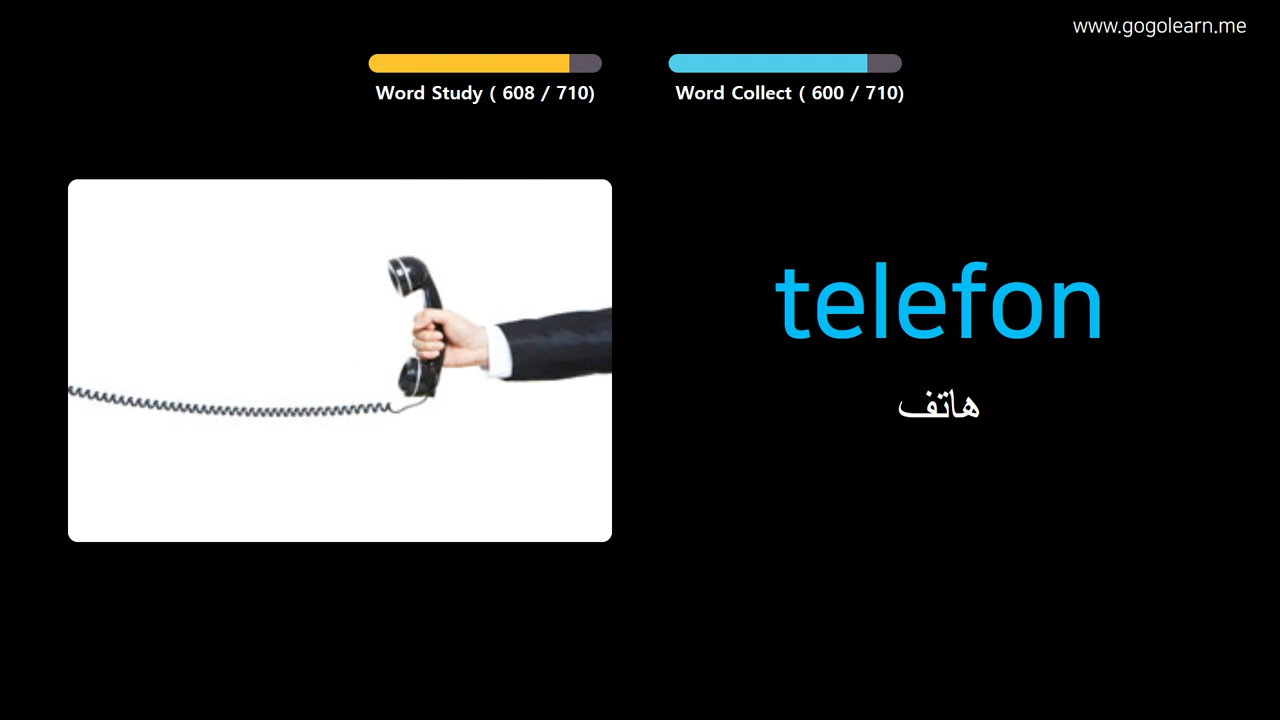 www.gogolearn.me
Word Study ( 608 / 710)
Word Collect ( 600 / 710)
telefon
هاتف